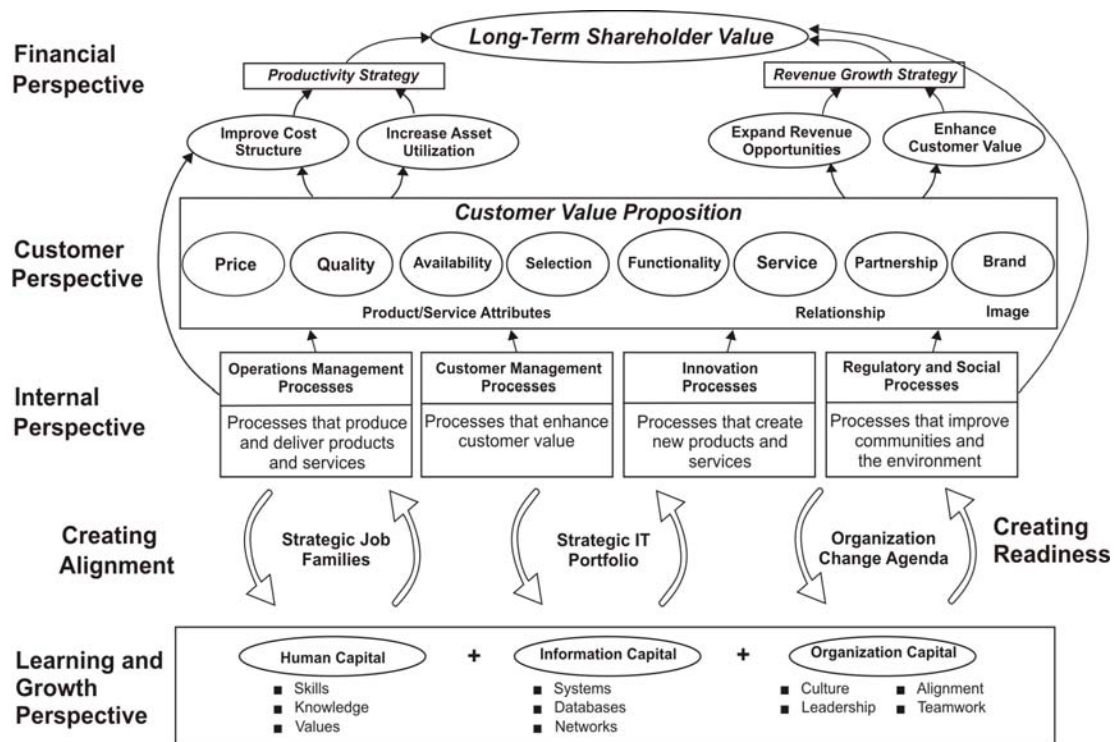 Financial
Perspective
Long-Term Shareholder Value
Productivity Strategy
Revenue Growth Strategy
Improve Cost
Structure
Increase Asset
Utilization
Expand Revenue
Opportunities
Enhance
Customer Value
Customer
Perspective
Customer Value Proposition
Price
Quality
Availability
Selection
Functionality
Service
Partnership
Brand
Product/Service Attributes
Relationship
Image
Internal
Perspective
Operations Management
Processes
Processes that produce
and deliver products
and services
Customer Management
Processes
Processes that enhance
customer value
Innovation
Processes
Processes that create
new products and
services
Regulatory and Social
Processes
Processes that improve
communities and
the environment
Creating
Alignment
Strategic Job
Families
Strategic IT
Portfolio
Organization
Change Agenda
Creating
Readiness
Learning and
Growth
Perspective
Human Capital
+
Information Capital
+
Organization Capital
■ Skills
■ Knowledge
■ Values
■ Systems
■ Databases
■ Networks
■ Culture
■ Leadership
■ Alignment
■ Teamwork